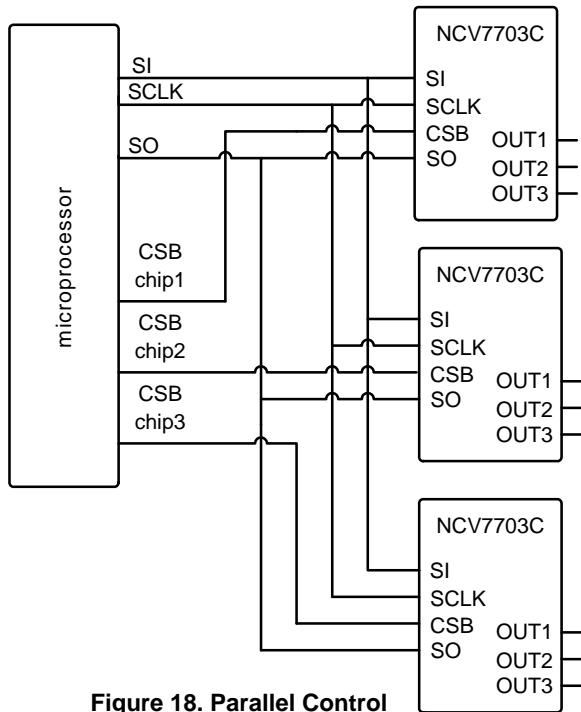 microprocessor
SI
SCLK
SO
CSB
chip1
CSB
chip2
CSB
chip3
NCV7703C
SI
SCLK
CSB
SO
OUT1
OUT2
OUT3
NCV7703C
SI
SCLK
CSB
SO
OUT1
OUT2
OUT3
NCV7703C
SI
SCLK
CSB
SO
OUT1
OUT2
OUT3
Figure 18. Parallel Control